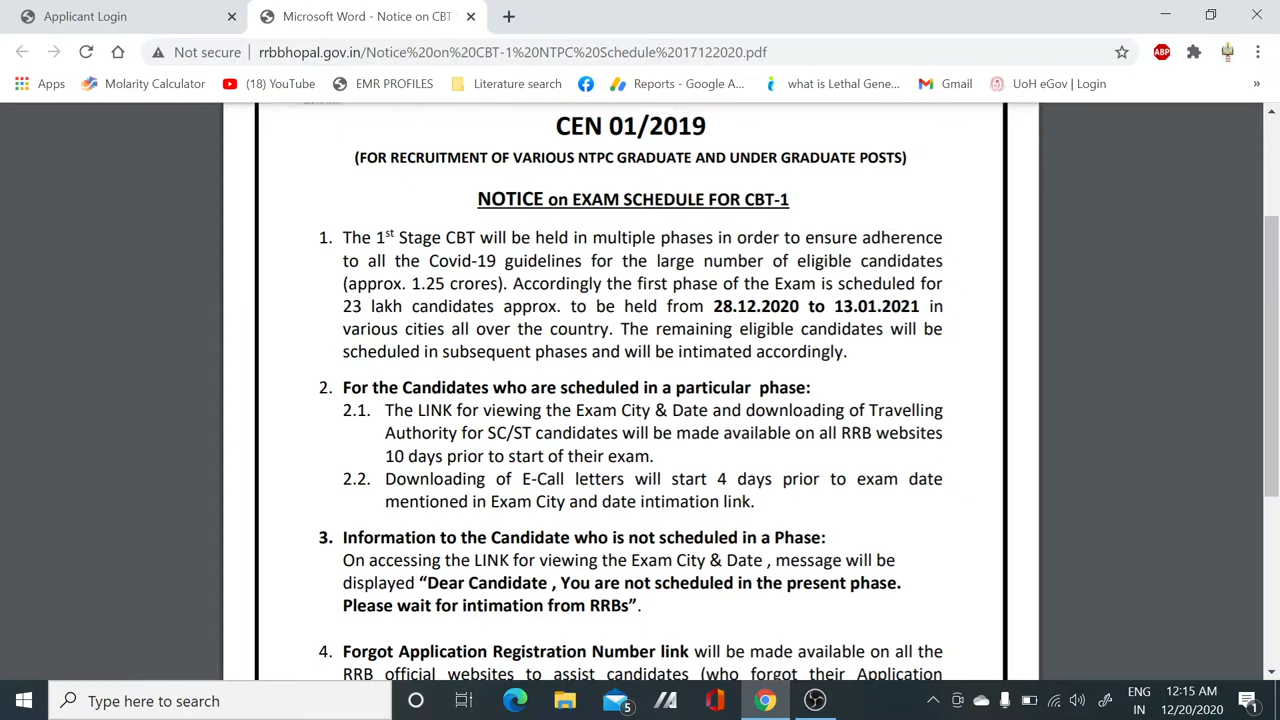 Applicant Login
Microsoft Word - Notice on CBT
Not secure rrbbhopal.gov.in/Notice%20on%20CBT-1%20NTPC%20Schedule%2017122020.pdf
ABP
Apps Molarity Calculator (18) YouTube EMR PROFILES Literature search Reports - Google A... what is Lethal Gene... Gmail UoH eGov | Login »
CEN 01/2019
(FOR RECRUITMENT OF VARIOUS NTPC GRADUATE AND UNDER GRADUATE POSTS)
NOTICE on EXAM SCHEDULE FOR CBT-1
1. The 1st Stage CBT will be held in multiple phases in order to ensure adherence
to all the Covid-19 guidelines for the large number of eligible candidates
(approx. 1.25 crores). Accordingly the first phase of the Exam is scheduled for
23 lakh candidates approx. to be held from 28.12.2020 to 13.01.2021 in
various cities all over the country. The remaining eligible candidates will be
scheduled in subsequent phases and will be intimated accordingly.
2. For the Candidates who are scheduled in a particular phase:
2.1. The LINK for viewing the Exam City & Date and downloading of Travelling
Authority for SC/ST candidates will be made available on all RRB websites
10 days prior to start of their exam.
2.2. Downloading of E-Call letters will start 4 days prior to exam date
mentioned in Exam City and date intimation link.
3. Information to the Candidate who is not scheduled in a Phase:
On accessing the LINK for viewing the Exam City & Date , message will be
displayed “Dear Candidate , You are not scheduled in the present phase.
Please wait for intimation from RRBs”.
4. Forgot Application Registration Number link will be made available on all the
RRB official websites to assist candidates (who forgot their Application
Type here to search
5
ENG
IN
12:15 AM
12/20/2020
1